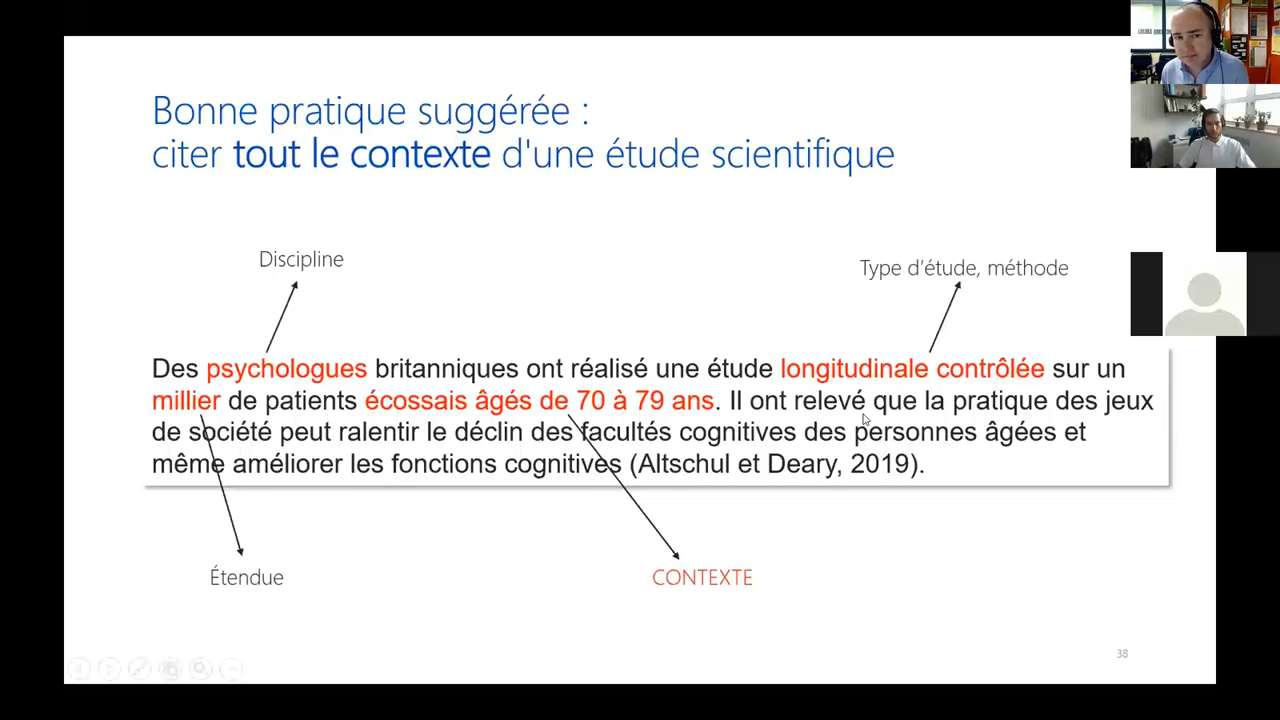 Bonne pratique suggérée :
citer tout le contexte d'une étude scientifique
Discipline
Type d’étude, méthode
Des psychologues britanniques ont réalisé une étude longitudinale contrôlée sur un
millier de patients écossais âgés de 70 à 79 ans. Il ont relevé que la pratique des jeux
de société peut ralentir le déclin des facultés cognitives des personnes âgées et
même améliorer les fonctions cognitives (Altschul et Deary, 2019).
Étendue
CONTEXTE
38